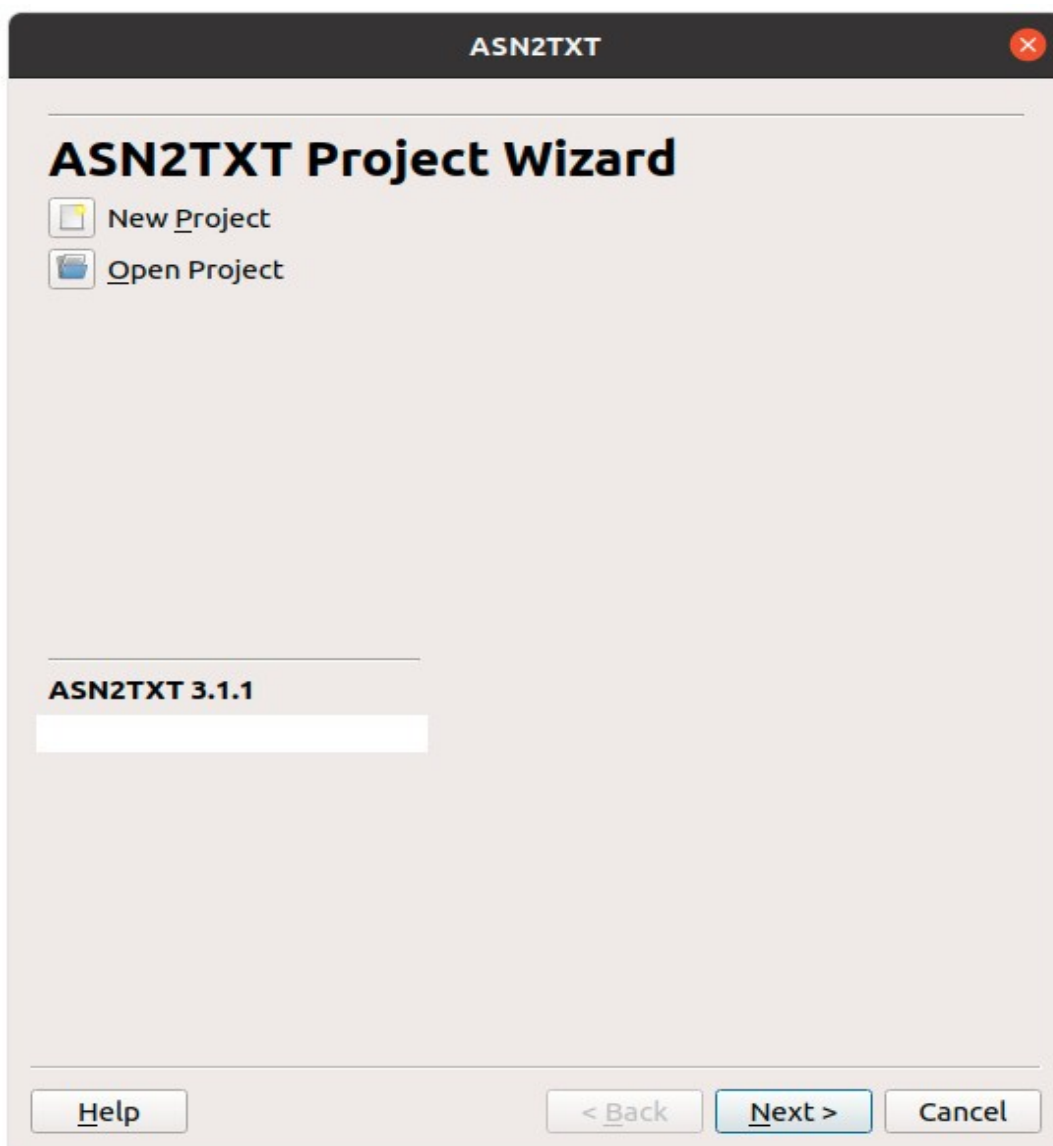 ASN2TXT
ASN2TXT Project Wizard
New Project
Open Project
ASN2TXT 3.1.1
Help
< Back
Next >
Cancel